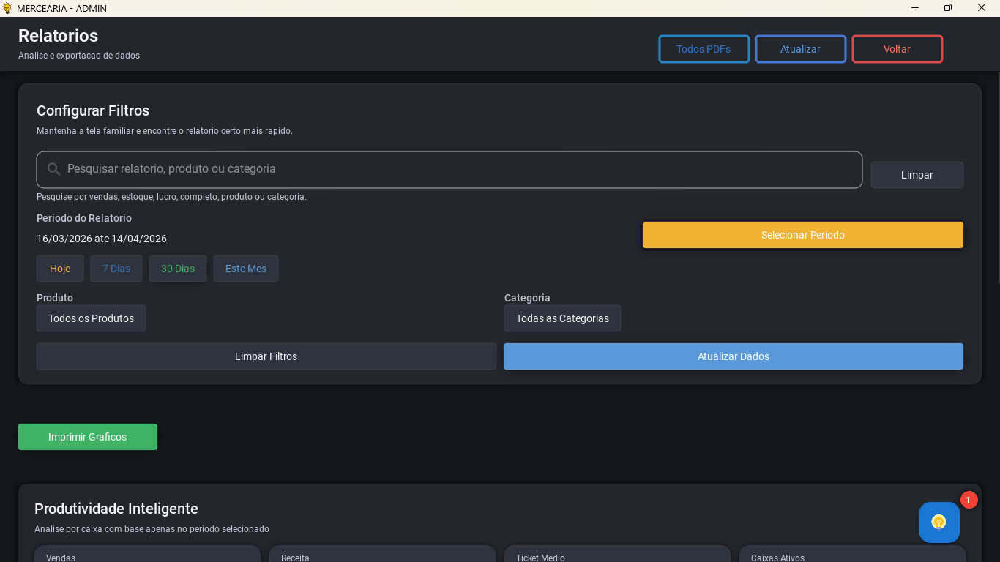 MERCEARIA - ADMIN
Relatorios
Analise e exportacao de dados
Todos PDFs
Atualizar
Voltar
Configurar Filtros
Mantenha a tela familiar e encontre o relatorio certo mais rapido.
Pesquisar relatorio, produto ou categoria
Limpar
Pesquise por vendas, estoque, lucro, completo, produto ou categoria.
Periodo do Relatorio
16/03/2026 ate 14/04/2026
Selecionar Periodo
Hoje
7 Dias
30 Dias
Este Mes
Produto
Categoria
Todos os Produtos
Todas as Categorias
Limpar Filtros
Atualizar Dados
Imprimir Graficos
Produtividade Inteligente
Analise por caixa com base apenas no periodo selecionado
1
Vendas
Receita
Ticket Medio
Caixas Ativos